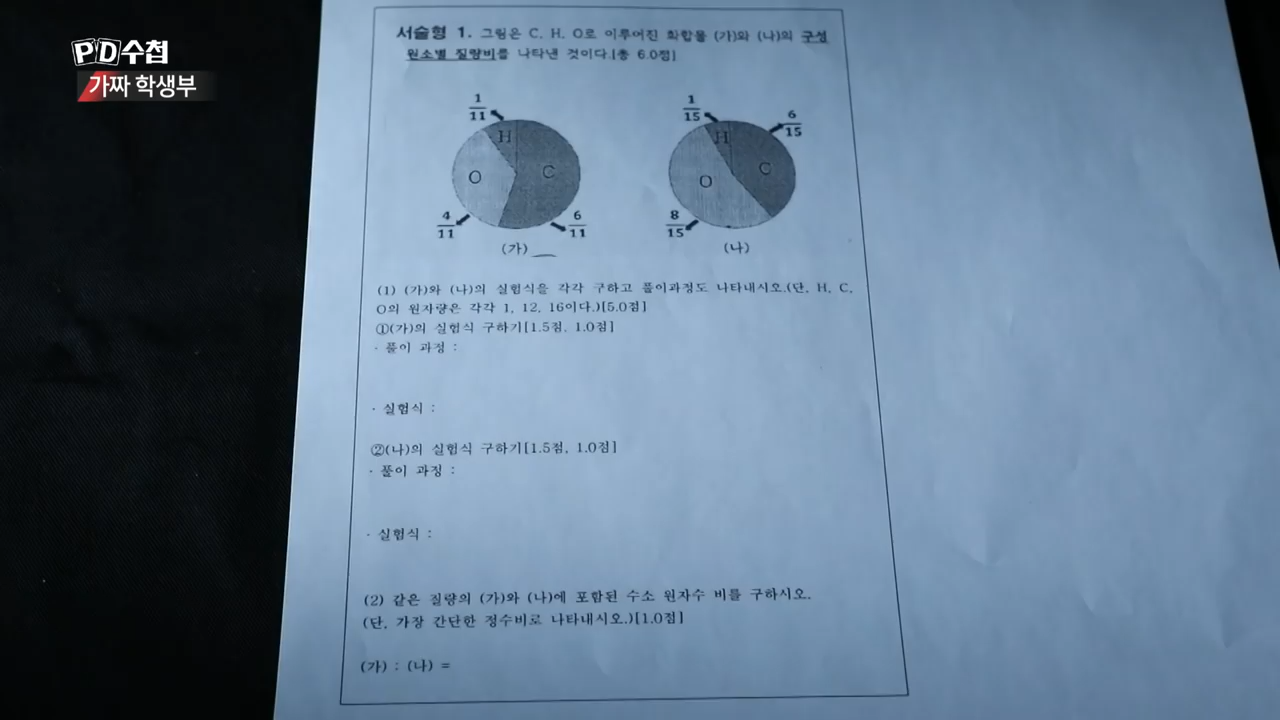 PD수첩
가짜 학생부
서술형 1. 그림은 C, H, O로 이루어진 화합물 (가)와 (나)의 구성
원소별 질량비를 나타낸 것이다.[총 6.0점]
1/11
H
O
C
4/11
6/11
(가)
1/15
6/15
H
C
O
8/15
(나)
(1) (가)와 (나)의 실험식을 각각 구하고 풀이과정도 나타내시오.(단, H, C,
O의 원자량은 각각 1, 12, 16이다.)[5.0점]
①(가)의 실험식 구하기[1.5점, 1.0점]
· 풀이 과정 :
· 실험식 :
②(나)의 실험식 구하기[1.5점, 1.0점]
· 풀이 과정 :
· 실험식 :
(2) 같은 질량의 (가)와 (나)에 포함된 수소 원자수 비를 구하시오.
(단, 가장 간단한 정수비로 나타내시오.)[1.0점]
(가) : (나) =